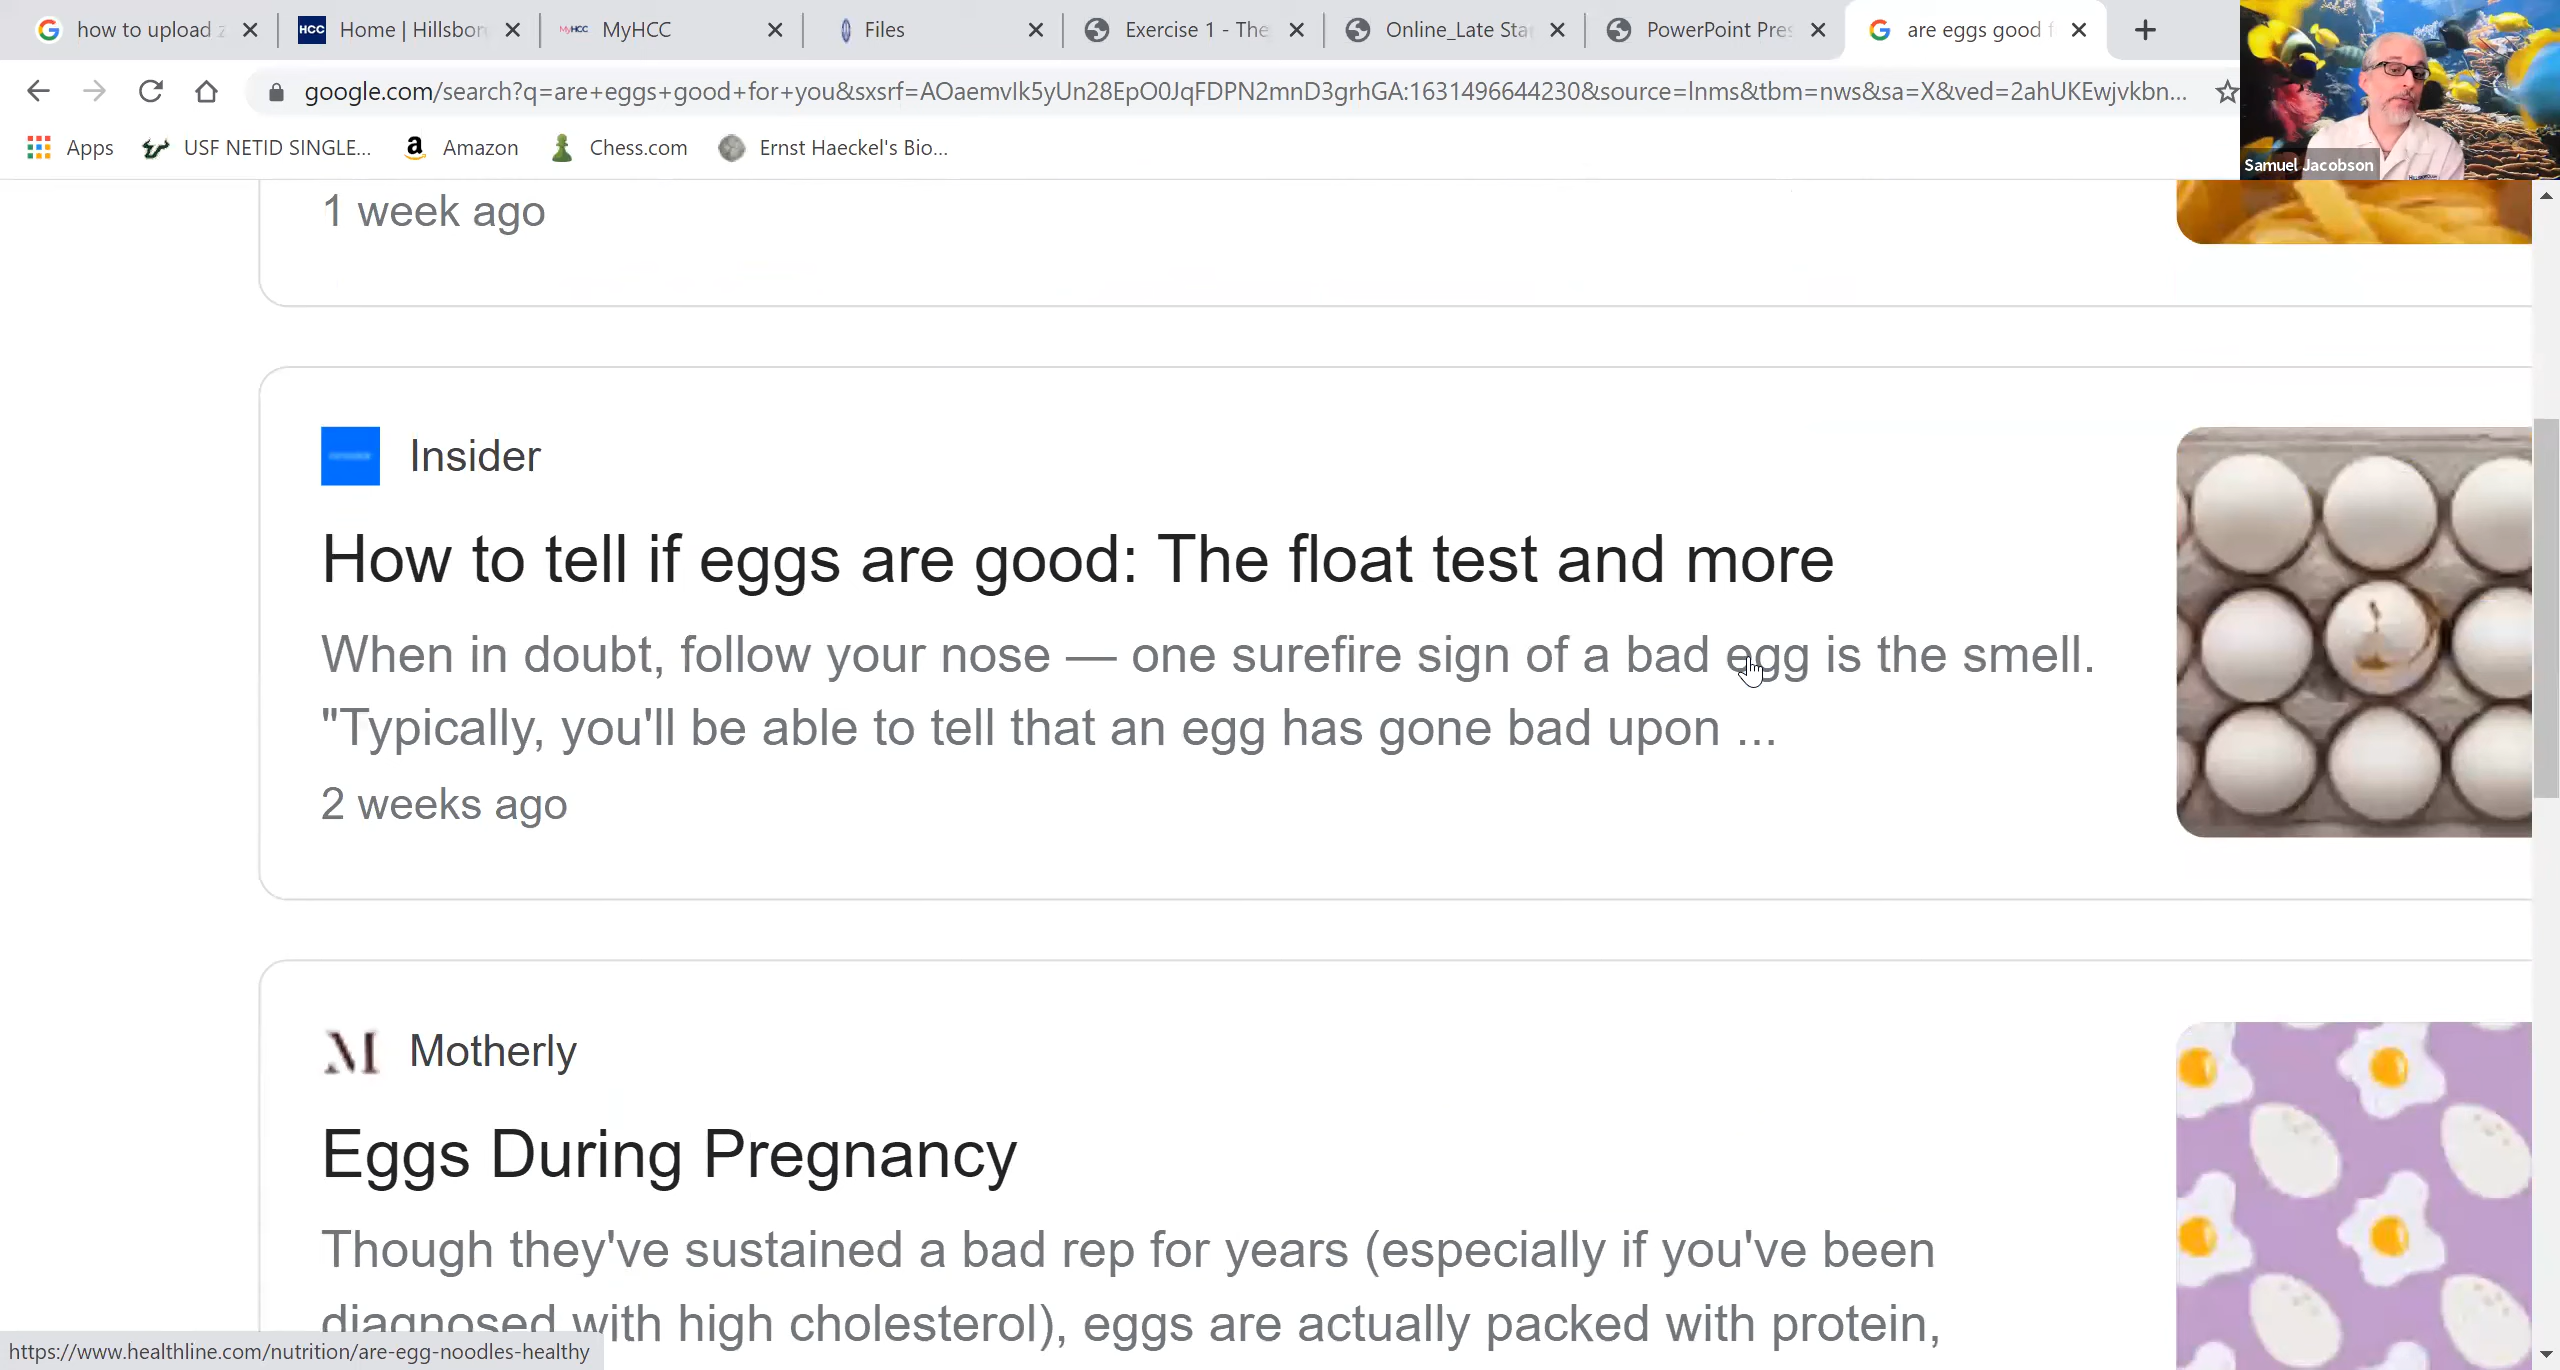 how to upload z
Home | Hillsbor
MyHCC
Files
Exercise 1 - The
Online_Late Sta
PowerPoint Pres
are eggs good f
google.com/search?q=are+eggs+good+for+you&sxsrf=AOaemvIk5yUn28EpO0JqFDPN2mnD3grhGA:1631496644230&source=lnms&tbm=nws&sa=X&ved=2ahUKEwjvkbn...
Apps
USF NETID SINGLE...
Amazon
Chess.com
Ernst Haeckel's Bio...
Samuel Jacobson
1 week ago
Insider
How to tell if eggs are good: The float test and more
When in doubt, follow your nose — one surefire sign of a bad egg is the smell.
"Typically, you'll be able to tell that an egg has gone bad upon ...
2 weeks ago
Motherly
Eggs During Pregnancy
Though they've sustained a bad rep for years (especially if you've been
diagnosed with high cholesterol), eggs are actually packed with protein,
https://www.healthline.com/nutrition/are-egg-noodles-healthy